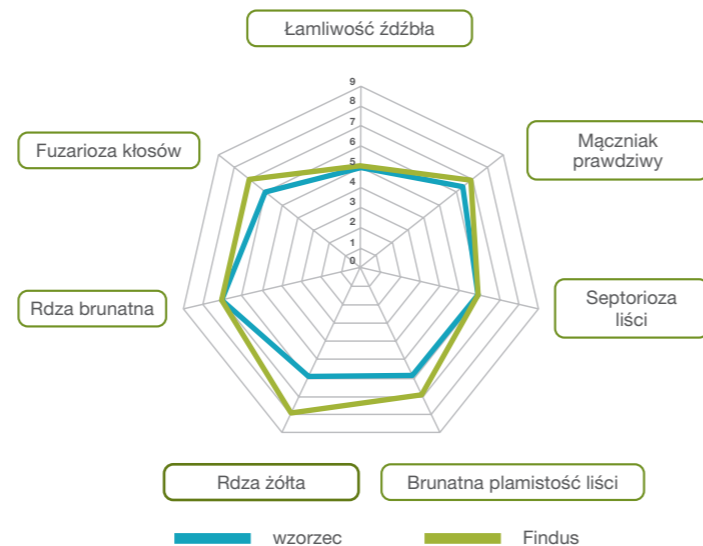 Łamliwość źdźbła
9
8
7
6
5
4
3
2
1
0
Fuzarioza kłosów
Mączniak
prawdziwy
Rdza brunatna
Septorioza
liści
Rdza żółta
Brunatna plamistość liści
wzorzec
Findus